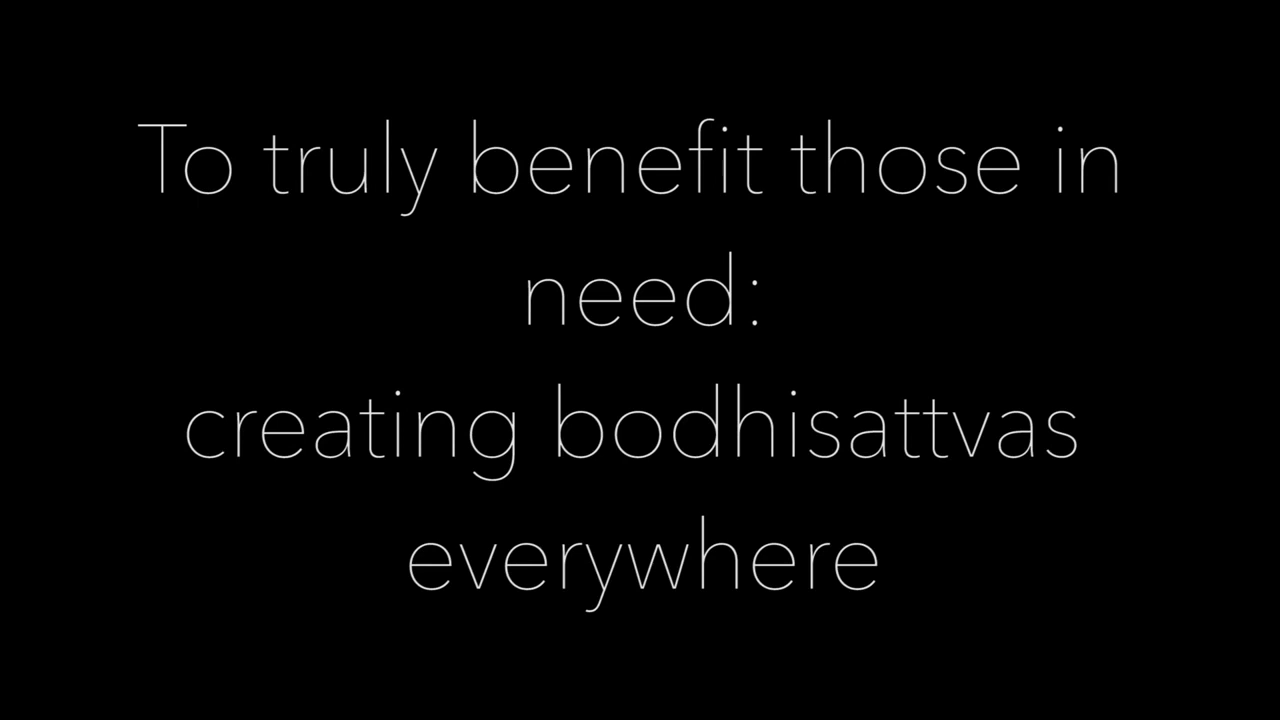 To truly benefit those in
need:
creating bodhisattvas
everywhere